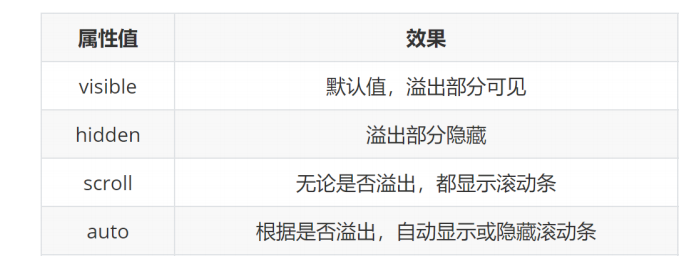 属性值 效果
visible 默认值，溢出部分可见
hidden 溢出部分隐藏
scroll 无论是否溢出，都显示滚动条
auto 根据是否溢出，自动显示或隐藏滚动条